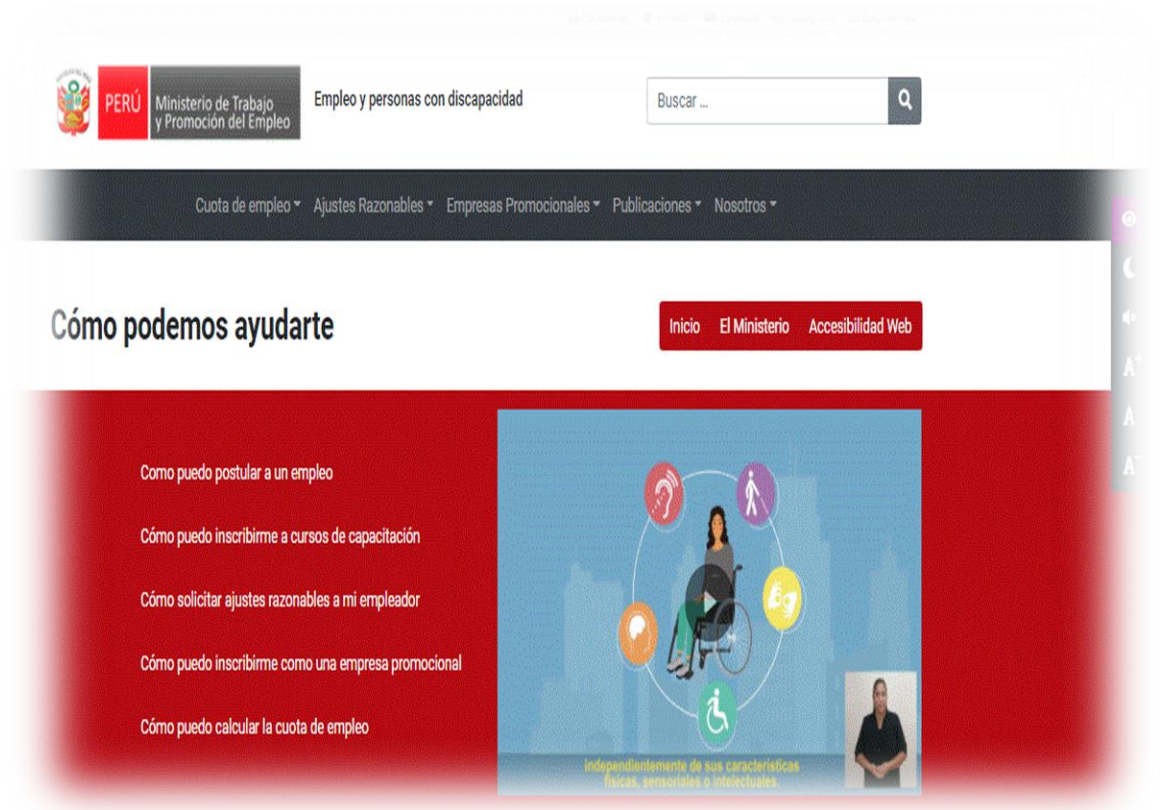 PERÚ
Ministerio de Trabajo
y Promoción del Empleo
Empleo y personas con discapacidad
Buscar ...
Cuota de empleo Ajustes Razonables Empresas Promocionales Publicaciones Nosotros
Cómo podemos ayudarte
Inicio El Ministerio Accesibilidad Web
A+
A
A-
Como puedo postular a un empleo
Cómo puedo inscribirme a cursos de capacitación
Cómo solicitar ajustes razonables a mi empleador
Cómo puedo inscribirme como una empresa promocional
Cómo puedo calcular la cuota de empleo
independientemente de sus características
físicas, sensoriales o intelectuales.